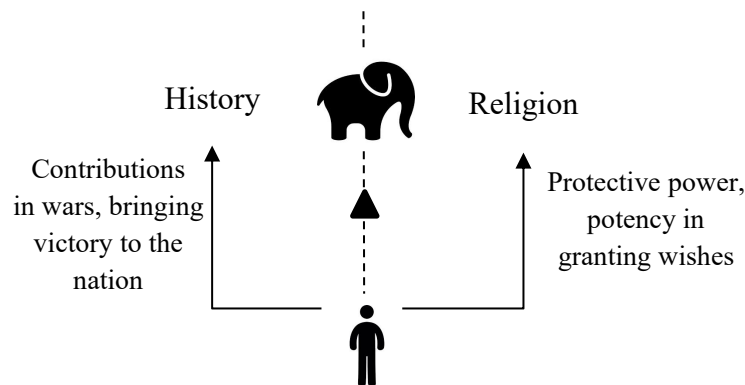 History
Religion
Contributions
in wars, bringing
victory to the
nation
Protective power,
potency in
granting wishes